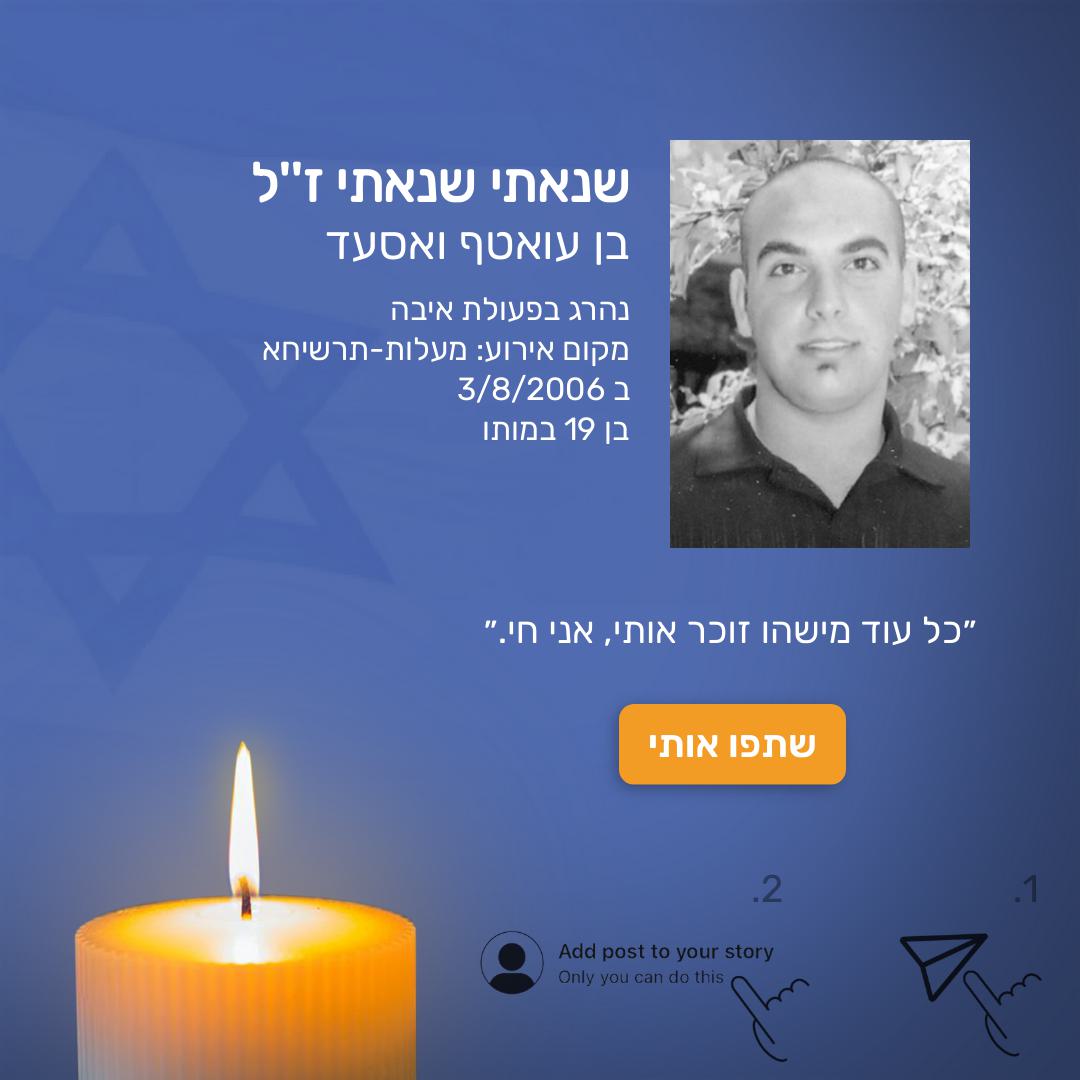 שנאתי שנאתי ז"ל
בן עואטף ואסעד
נהרג בפעולת איבה
מקום אירוע: מעלות-תרשיחא
ב 3/8/2006
בן 19 במותו
״כל עוד מישהו זוכר אותי, אני חי.״
שתפו אותי
1.
2.
Add post to your story
Only you can do this